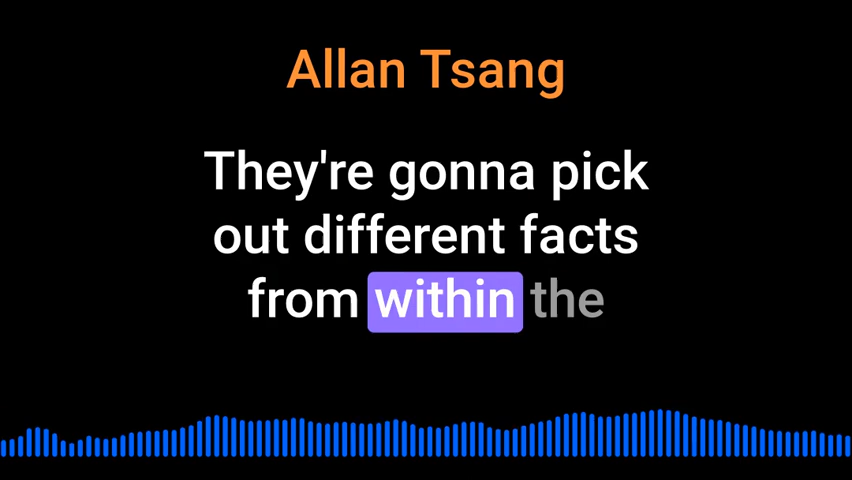 Allan Tsang
They're gonna pick
out different facts
from within the